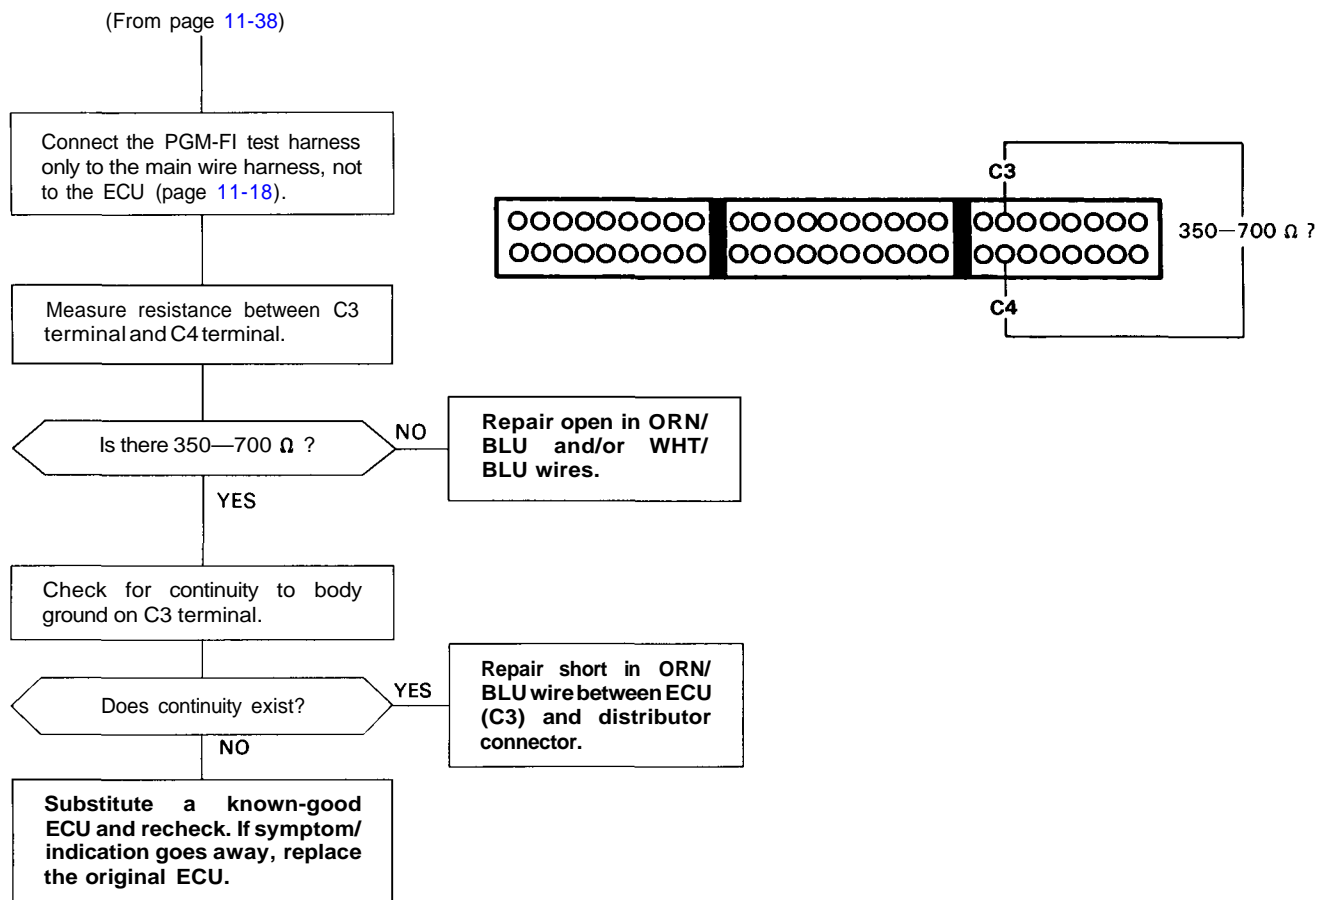 (From page 11-38)
Connect the PGM-FI test harness
only to the main wire harness, not
to the ECU (page 11-18).
C3
350—700 Ω ?
C4
Measure resistance between C3
terminal and C4 terminal.
Is there 350—700 Ω ?
NO
Repair open in ORN/
BLU and/or WHT/
BLU wires.
YES
Check for continuity to body
ground on C3 terminal.
Does continuity exist?
YES
Repair short in ORN/
BLU wire between ECU
(C3) and distributor
connector.
NO
Substitute a known-good
ECU and recheck. If symptom/
indication goes away, replace
the original ECU.